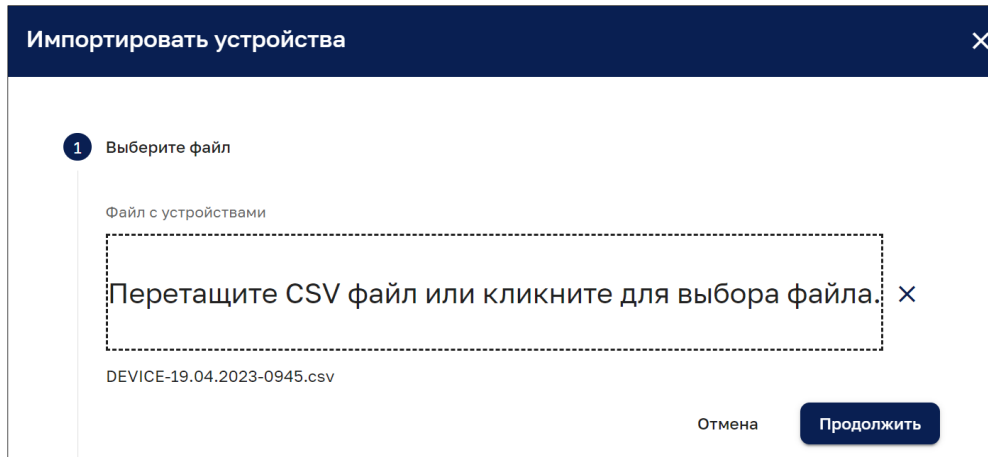 Импортировать устройства
1 Выберите файл
Файл с устройствами
Перетащите CSV файл или кликните для выбора файла.
DEVICE-19.04.2023-0945.csv
Отмена Продолжить